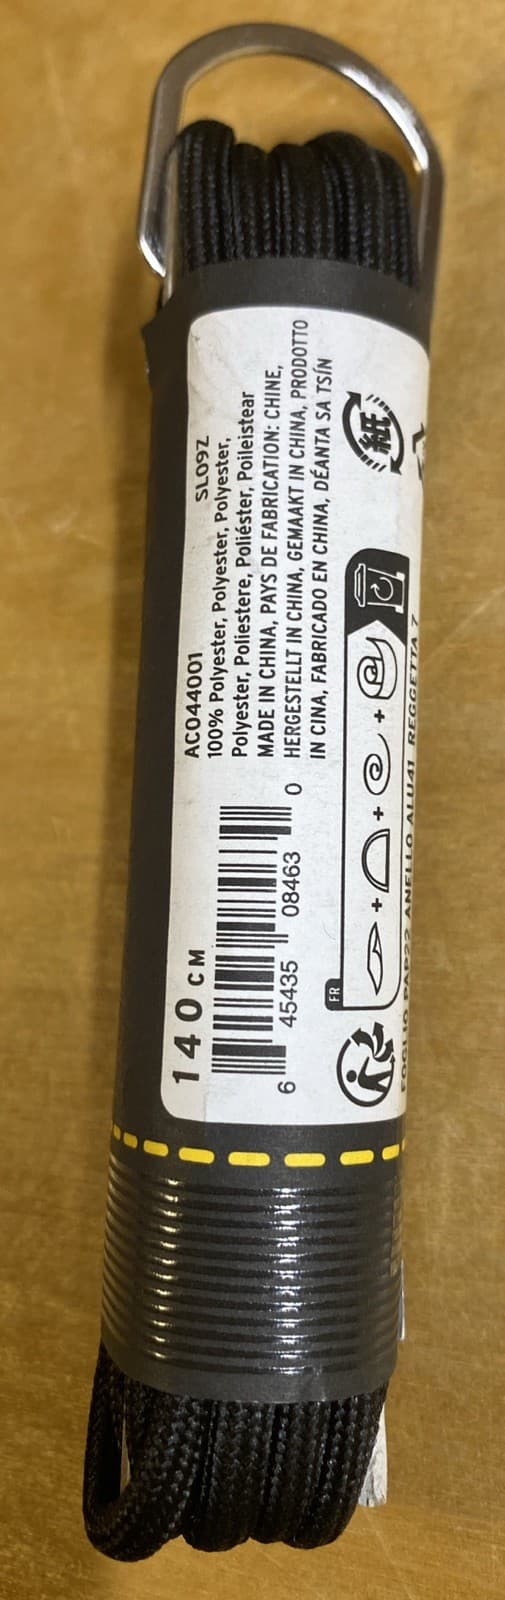 AC044001 SL09Z
100% Polyester, Polyester, Polyester,
Polyester, Poliestere, Poliéster, Poileistear
MADE IN CHINA, PAYS DE FABRICATION: CHINE,
HERGESTELLT IN CHINA, GEMAAKT IN CHINA, PRODOTTO
IN CINA, FABRICADO EN CHINA, DÉANTA SA TSÍN
140 CM
6 45435 08463 0
FR
紙
FOGLIO PAP22 ANELLO ALU41 REGGETTA 7